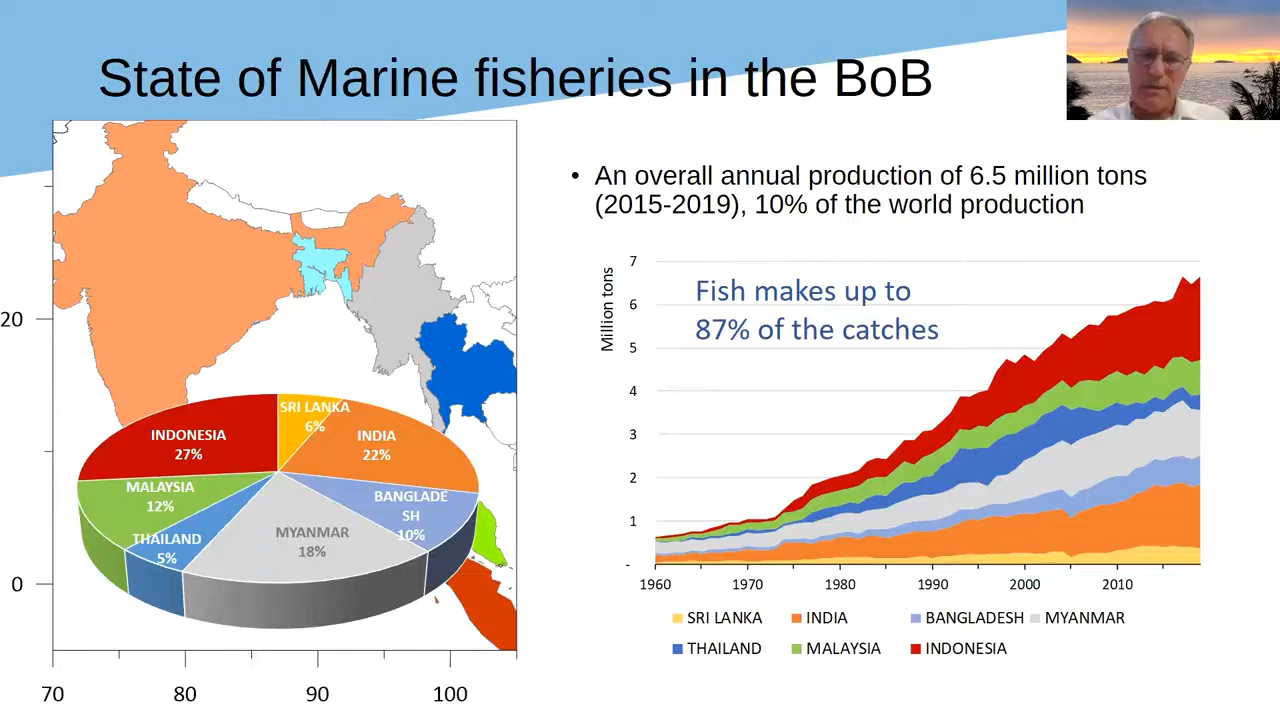 State of Marine fisheries in the BoB
20
0
70 80 90 100
SRI LANKA
6%
INDIA
22%
BANGLADE
SH
10%
MYANMAR
18%
THAILAND
5%
MALAYSIA
12%
INDONESIA
27%
• An overall annual production of 6.5 million tons
(2015-2019), 10% of the world production
Million tons
7
6
5
4
3
2
1
-
Fish makes up to
87% of the catches
1960 1970 1980 1990 2000 2010
SRI LANKA INDIA BANGLADESH MYANMAR
THAILAND MALAYSIA INDONESIA